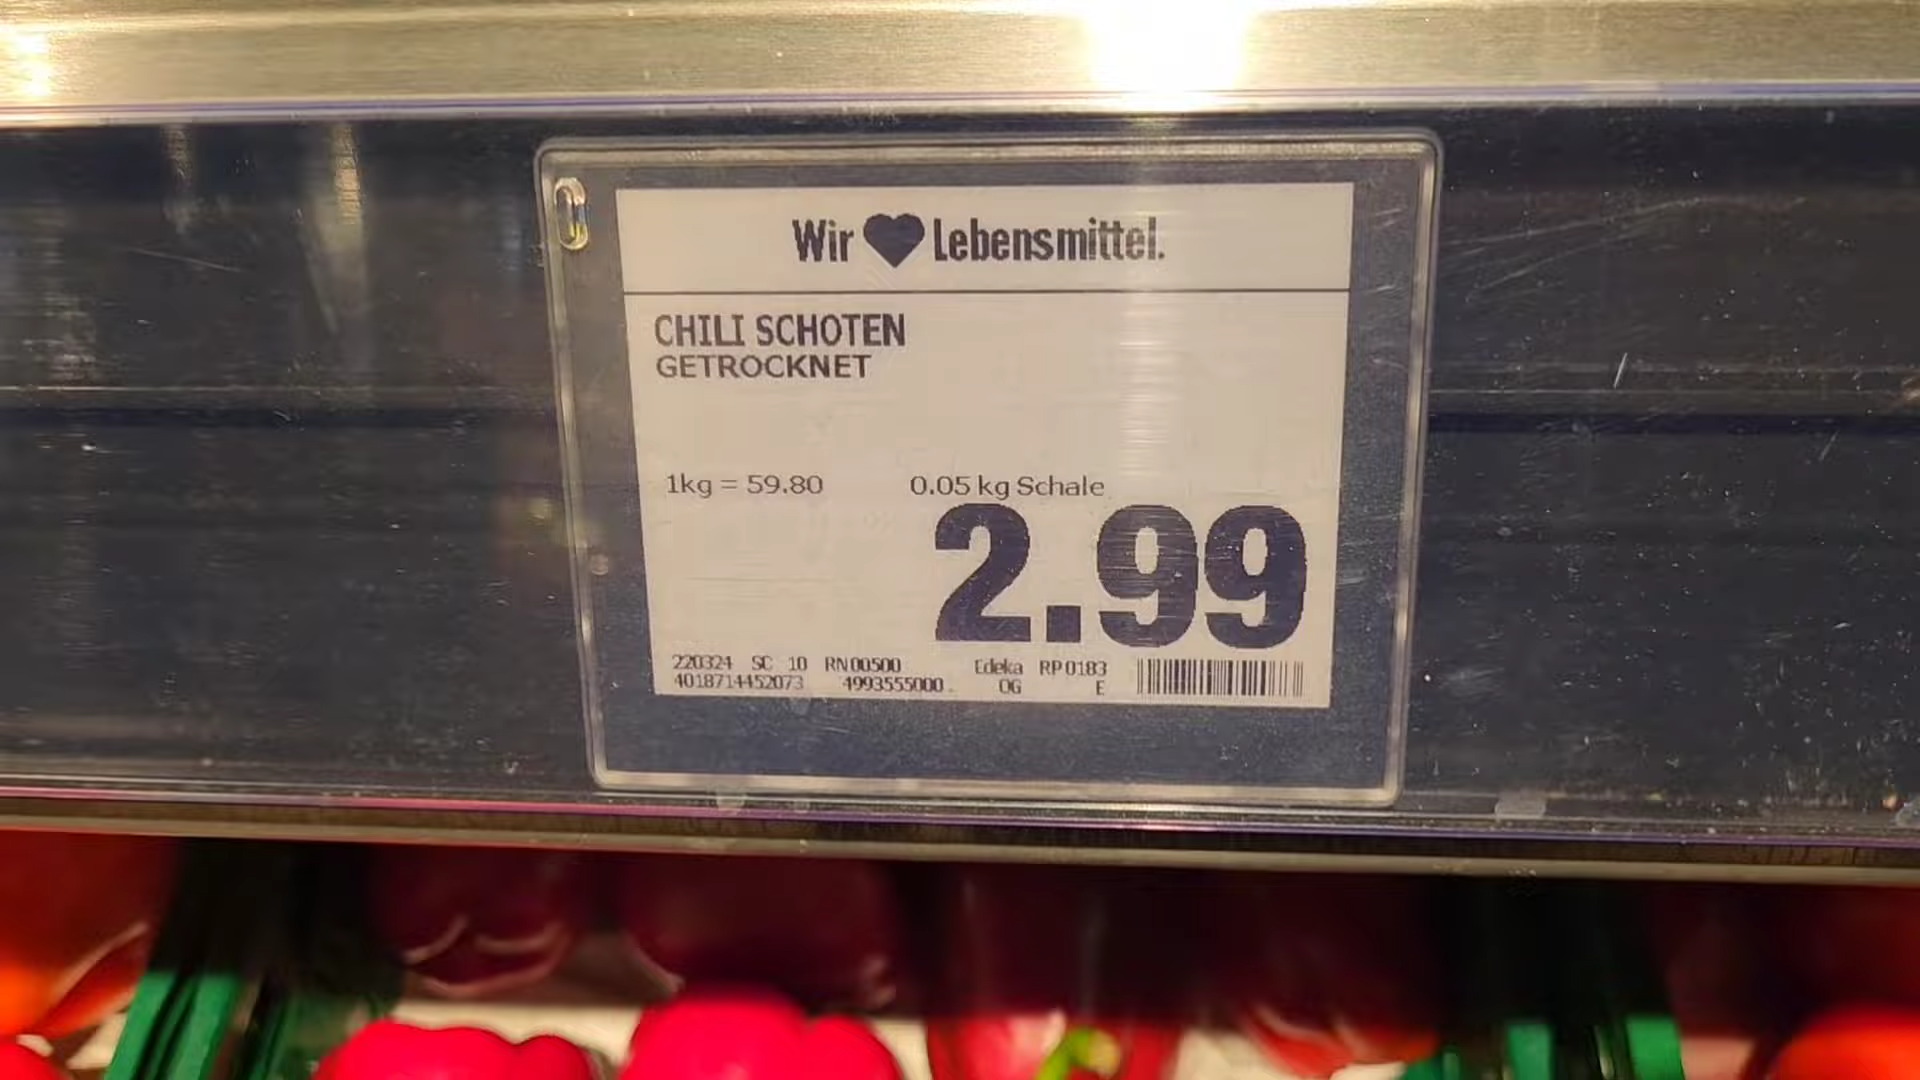 Wir ♥ Lebensmittel.
CHILI SCHOTEN
GETROCKNET
1kg = 59.80 0.05 kg Schale
2.99
220324 SC 10 RN00500 Edeka RP0183
4018714452073 4993555000 OG E